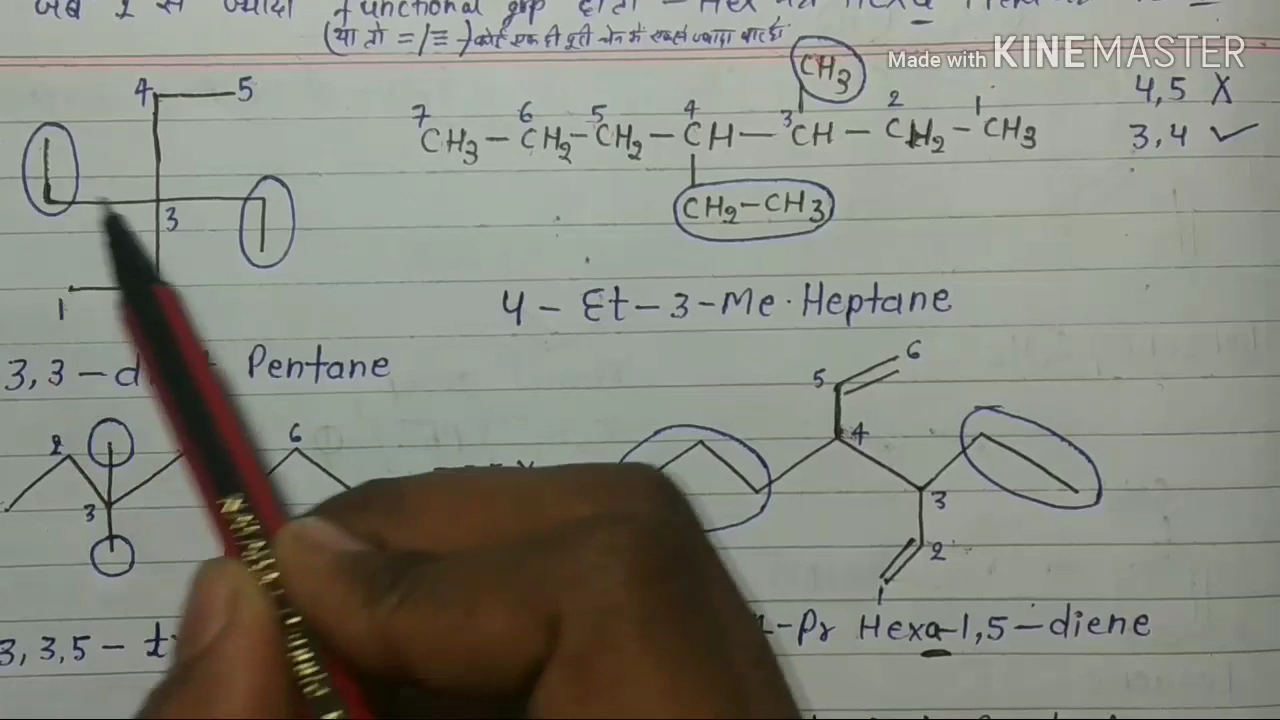 functional grp
(या तो = / ≡ -) कोई एक ही पूरी चेन में सबसे ज्यादा बार हो
Made with KINEMASTER
4 5
3
1
CH3
7 6 5 4 3 2 1
CH3 - CH2 - CH2 - CH - CH - CH2 - CH3
CH2 - CH3
4,5 X
3,4 ✓
4 - Et - 3 - Me · Heptane
3,3 - d Pentane
2 6
3
5 6
4
3
2
1
3,3,5 - t
-Pr Hexa-1,5-diene